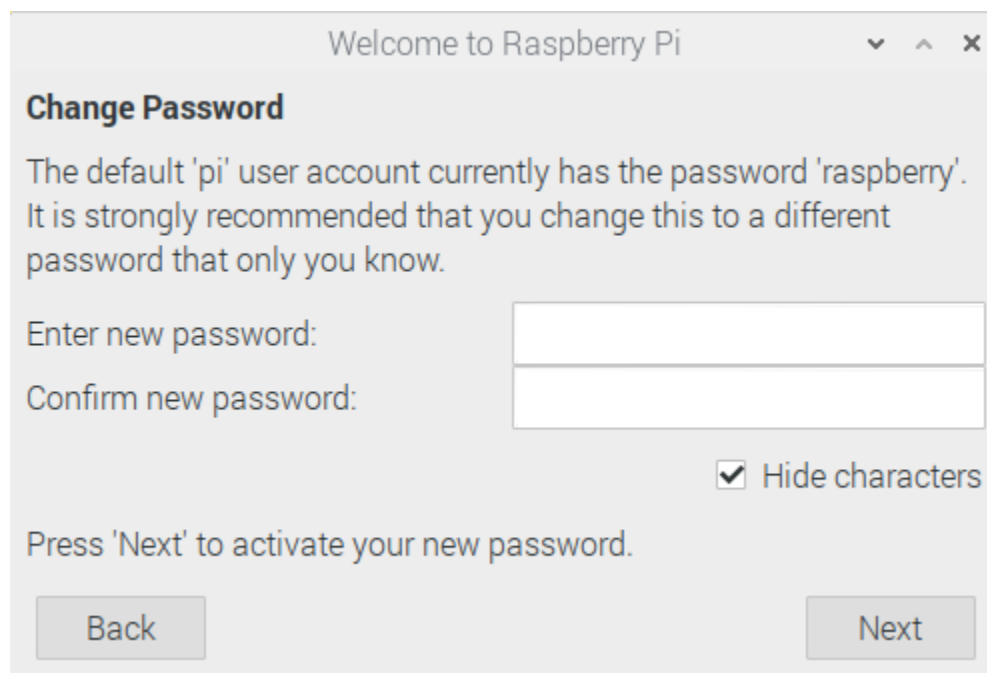 Welcome to Raspberry Pi
Change Password
The default 'pi' user account currently has the password 'raspberry'.
It is strongly recommended that you change this to a different
password that only you know.
Enter new password:
Confirm new password:
Hide characters
Press 'Next' to activate your new password.
Back
Next